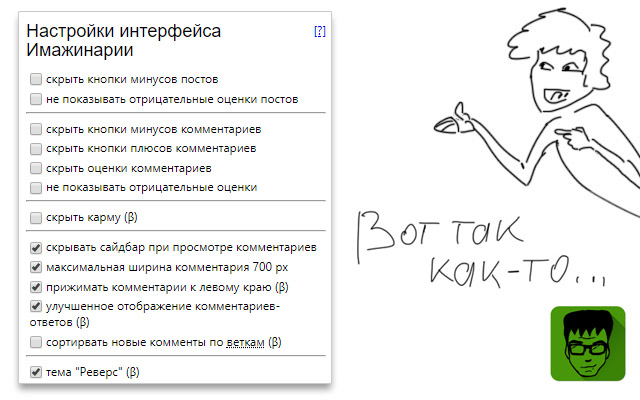 Настройки интерфейса
Имажинарии
[?]
скрыть кнопки минусов постов
не показывать отрицательные оценки постов
скрыть кнопки минусов комментариев
скрыть кнопки плюсов комментариев
скрыть оценки комментариев
не показывать отрицательные оценки
скрыть карму (β)
скрывать сайдбар при просмотре комментариев
максимальная ширина комментария 700 px
прижимать комментарии к левому краю (β)
улучшенное отображение комментариев-
ответов (β)
сортирвать новые комменты по веткам (β)
тема "Реверс" (β)
Вот так
как-то...